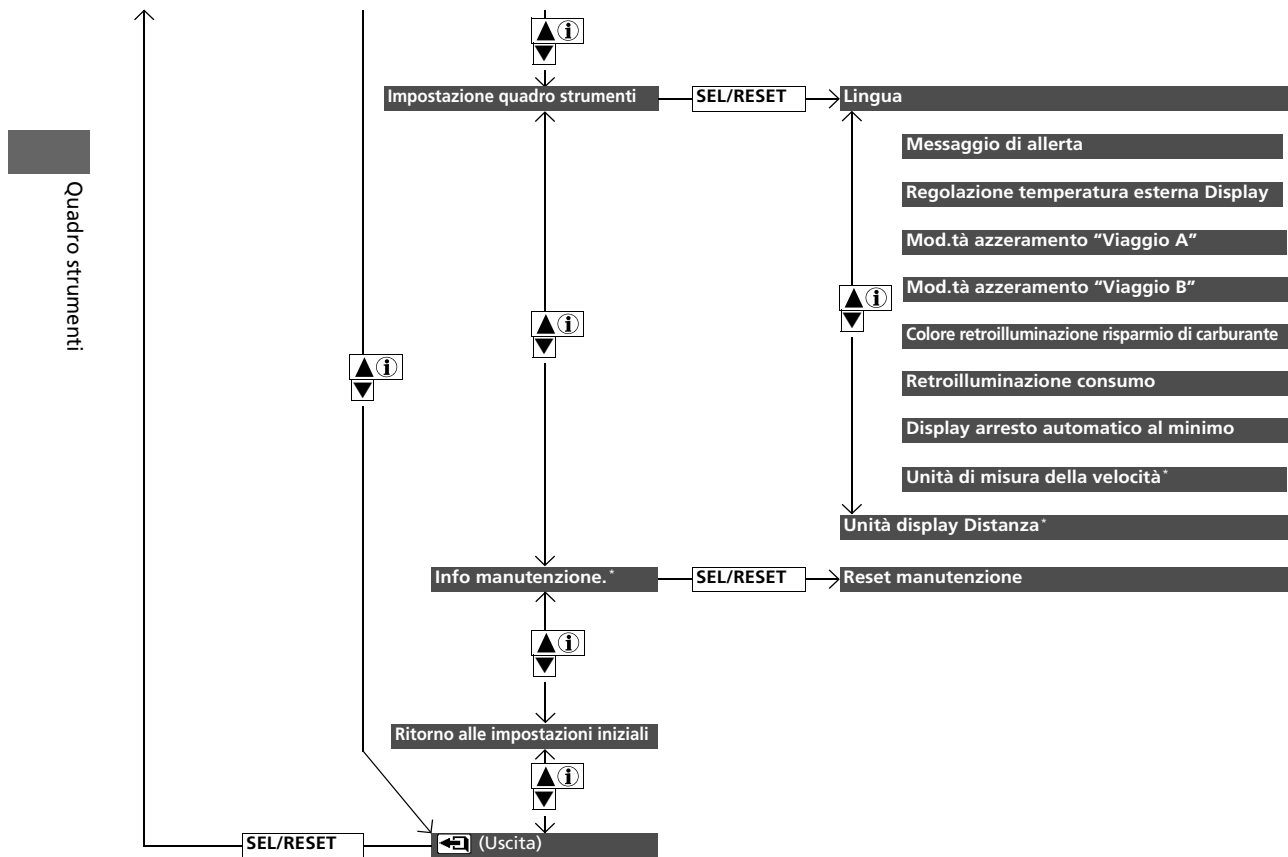 Impostazione quadro strumenti
SEL/RESET
Lingua
Messaggio di allerta
Regolazione temperatura esterna Display
Mod.tà azzeramento “Viaggio A”
Mod.tà azzeramento “Viaggio B”
Colore retroilluminazione risparmio di carburante
Retroilluminazione consumo
Display arresto automatico al minimo
Unità di misura della velocità*
Unità display Distanza*
Info manutenzione.*
SEL/RESET
Reset manutenzione
Ritorno alle impostazioni iniziali
SEL/RESET
(Uscita)
Quadro strumenti